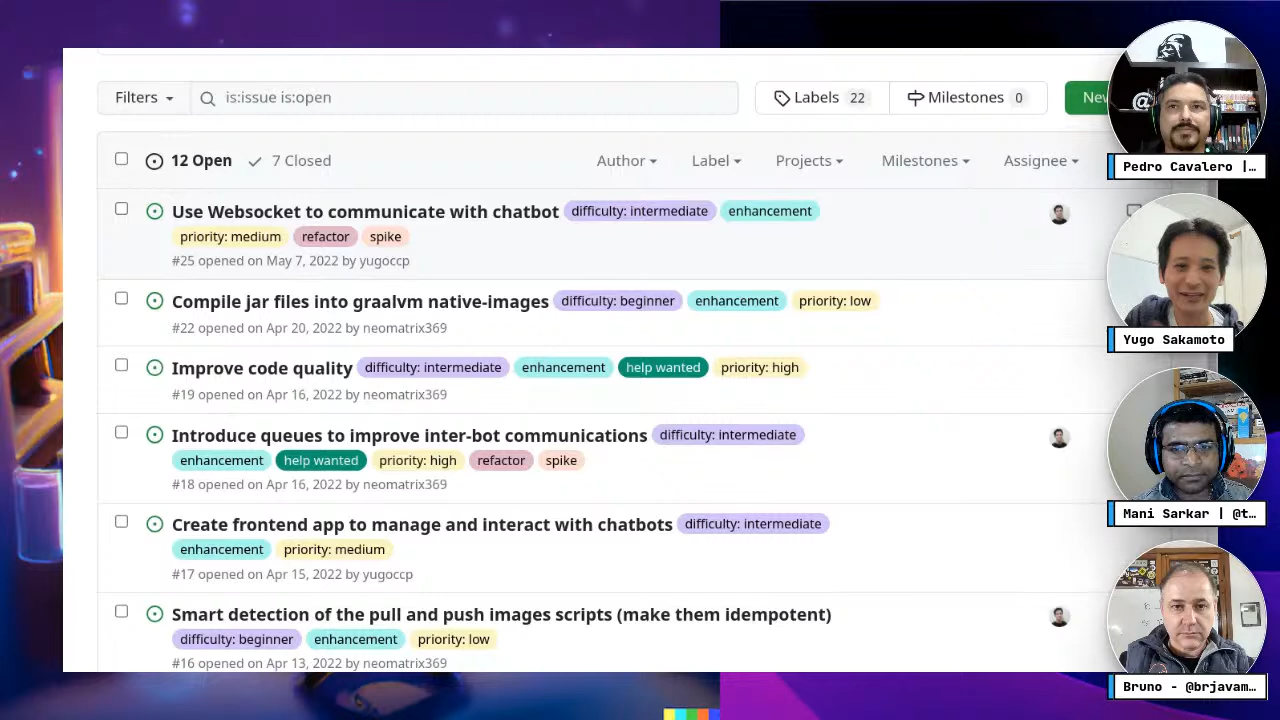 Filters
is:issue is:open
Labels 22
Milestones 0
New
12 Open
7 Closed
Author
Label
Projects
Milestones
Assignee
Use Websocket to communicate with chatbot difficulty: intermediate enhancement
priority: medium refactor spike
#25 opened on May 7, 2022 by yugoccp
Compile jar files into graalvm native-images difficulty: beginner enhancement priority: low
#22 opened on Apr 20, 2022 by neomatrix369
Improve code quality difficulty: intermediate enhancement help wanted priority: high
#19 opened on Apr 16, 2022 by neomatrix369
Introduce queues to improve inter-bot communications difficulty: intermediate
enhancement help wanted priority: high refactor spike
#18 opened on Apr 16, 2022 by neomatrix369
Create frontend app to manage and interact with chatbots difficulty: intermediate
enhancement priority: medium
#17 opened on Apr 15, 2022 by yugoccp
Smart detection of the pull and push images scripts (make them idempotent)
difficulty: beginner enhancement priority: low
#16 opened on Apr 13, 2022 by neomatrix369
Pedro Cavalero |…
Yugo Sakamoto
Mani Sarkar | @t…
Bruno - @brjavam…